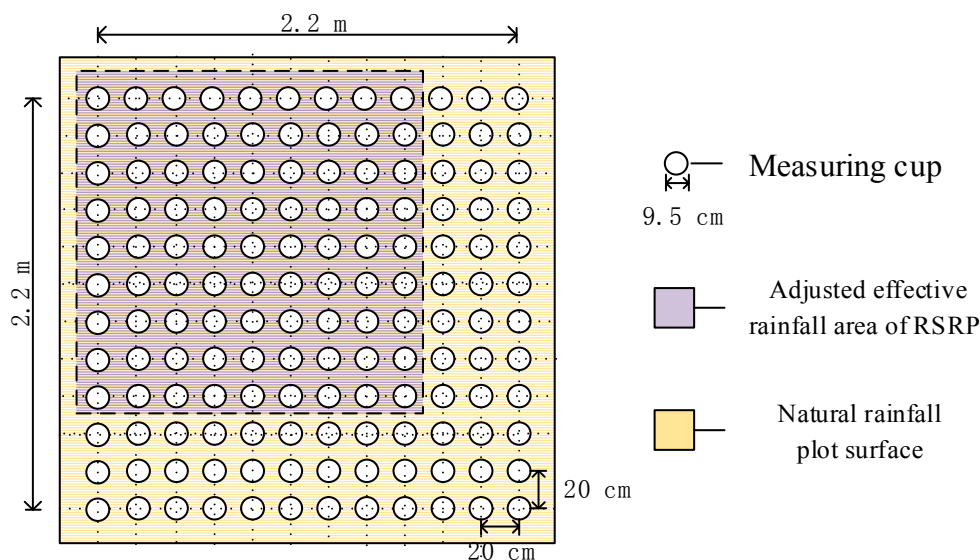 2.2 m
2.2 m
Measuring cup
9.5 cm
Adjusted effective
rainfall area of RSRP
Natural rainfall
plot surface
20 cm
20 cm